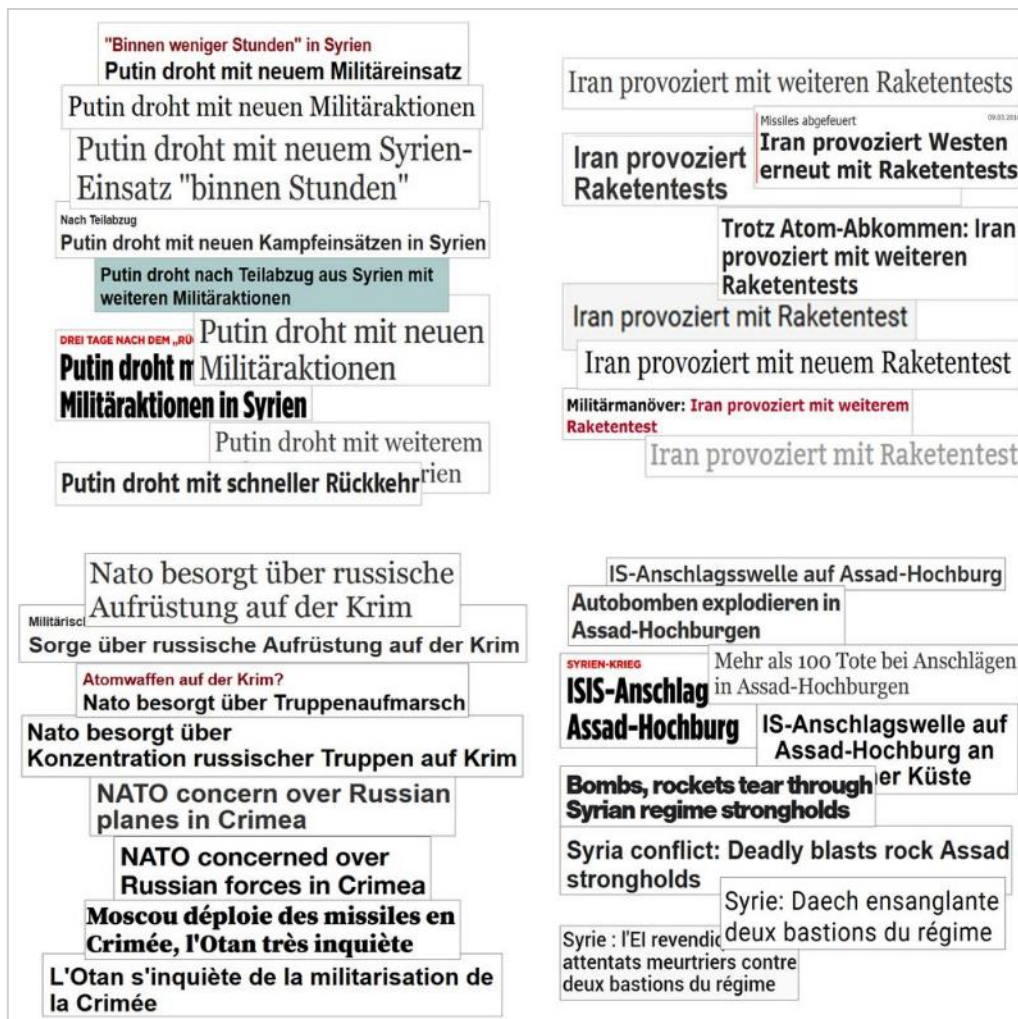 "Binnen weniger Stunden" in Syrien
Putin droht mit neuem Militäreinsatz
Putin droht mit neuen Militäraktionen
Putin droht mit neuem Syrien-
Einsatz "binnen Stunden"
Nach Teilabzug
Putin droht mit neuen Kampfeinsätzen in Syrien
Putin droht nach Teilabzug aus Syrien mit
weiteren Militäraktionen
DREI TAGE NACH DEM
Putin droht
Militäraktionen in Syrien
Putin droht mit neuen
Militäraktionen
Putin droht mit weiterem
Putin droht mit schneller Rückkehr
Iran provoziert mit weiteren Raketentests
Iran provoziert
Raketentests
Missiles abgefeuert
Iran provoziert Westen
erneut mit Raketentests
Trotz Atom-Abkommen: Iran
provoziert mit weiteren
Raketentests
Iran provoziert mit Raketentest
Iran provoziert mit neuem Raketentest
Militärmanöver: Iran provoziert mit weiterem
Raketentest
Iran provoziert mit Raketentest
Nato besorgt über russische
Aufrüstung auf der Krim
Sorge über russische Aufrüstung auf der Krim
Atomwaffen auf der Krim?
Nato besorgt über Truppenaufmarsch
Nato besorgt über
Konzentration russischer Truppen auf Krim
NATO concern over Russian
planes in Crimea
NATO concerned over
Russian forces in Crimea
Moscou déploie des missiles en
Crimée, l'Otan très inquiète
L'Otan s'inquiète de la militarisation de
la Crimée
IS-Anschlagsswelle auf Assad-Hochburg
Autobomben explodieren in
Assad-Hochburgen
SYRIEN-KRIEG
ISIS-Anschlag
Assad-Hochburg
Mehr als 100 Tote bei Anschlägen
in Assad-Hochburgen
IS-Anschlagswelle auf
Assad-Hochburg an
Küste
Bombs, rockets tear through
Syrian regime strongholds
Syria conflict: Deadly blasts rock Assad
strongholds
Syrie: Daech ensanglante
deux bastions du régime
Syrie : l'EI
attentats meurtriers contre
deux bastions du régime